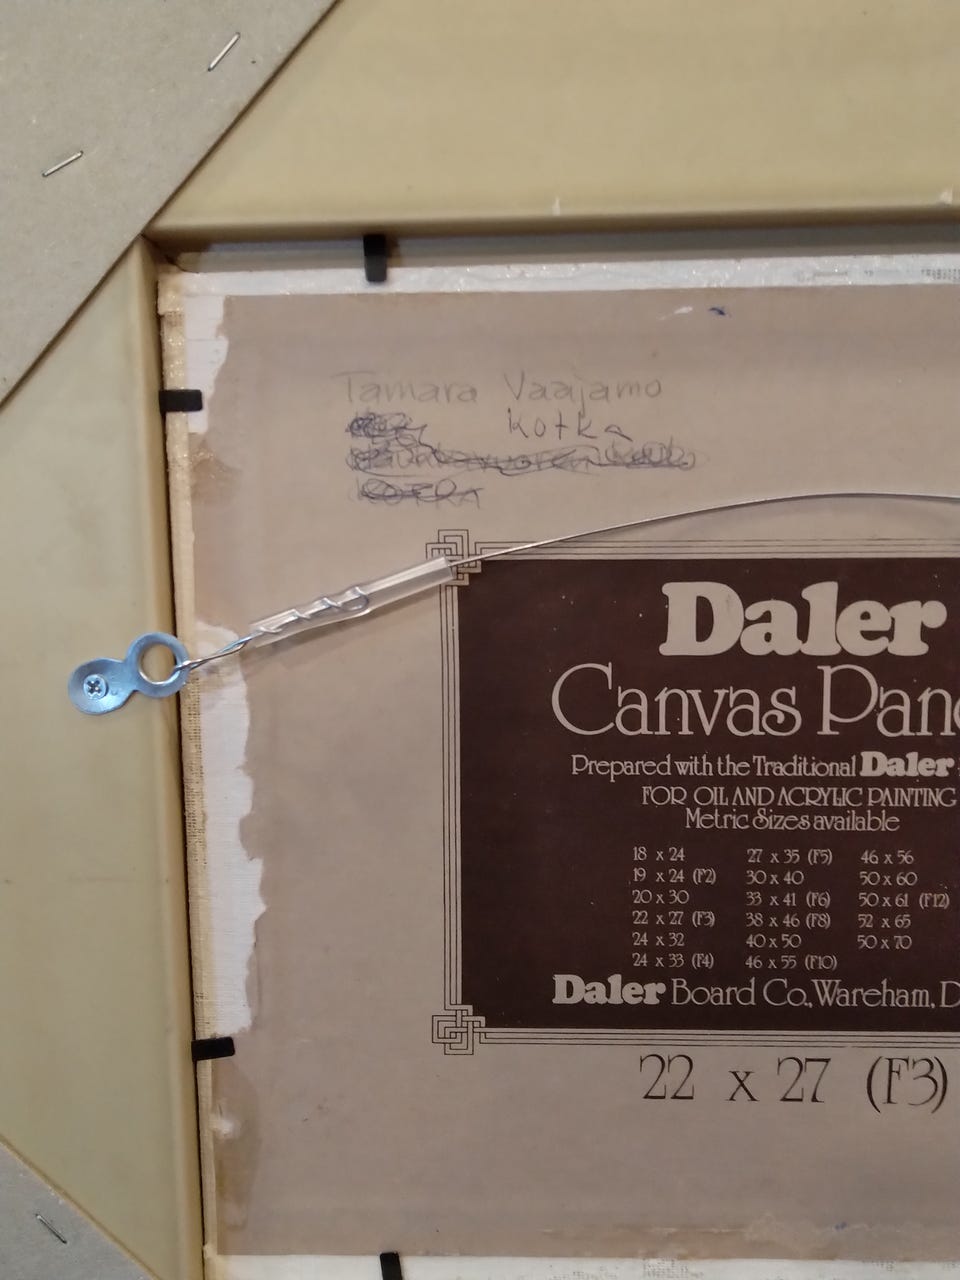 Tamara Vaajamo
Kotka
KOTKA
Daler
Canvas Pan
Prepared with the Traditional Daler
FOR OIL AND ACRYLIC PAINTING
Metric Sizes available
18 x 24 27 x 35 (F5) 46 x 56
19 x 24 (F2) 30 x 40 50 x 60
20 x 30 33 x 41 (F6) 50 x 61 (F12)
22 x 27 (F3) 38 x 46 (F8) 52 x 65
24 x 32 40 x 50 50 x 70
24 x 33 (F4) 46 x 55 (F10)
Daler Board Co., Wareham, D
22 x 27 (F3)